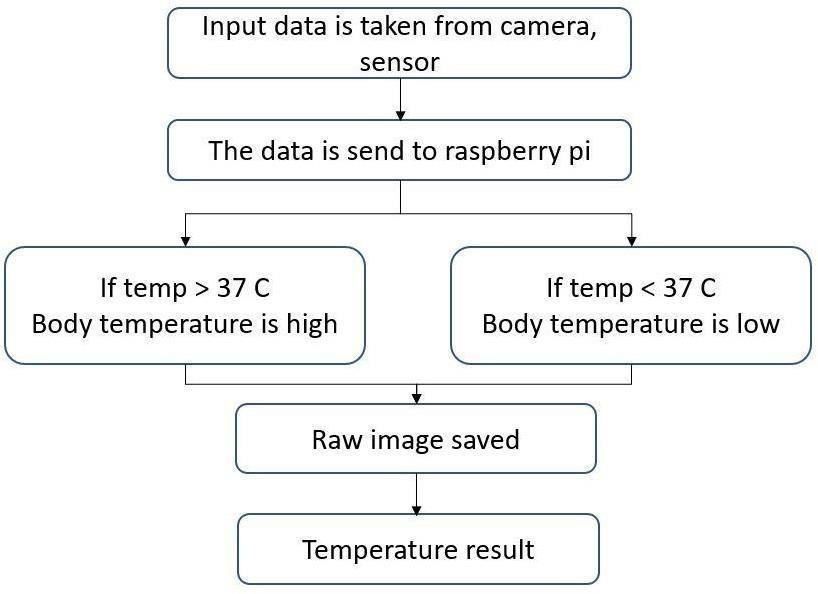 Input data is taken from camera,
sensor
The data is send to raspberry pi
If temp > 37 C
Body temperature is high
If temp < 37 C
Body temperature is low
Raw image saved
Temperature result